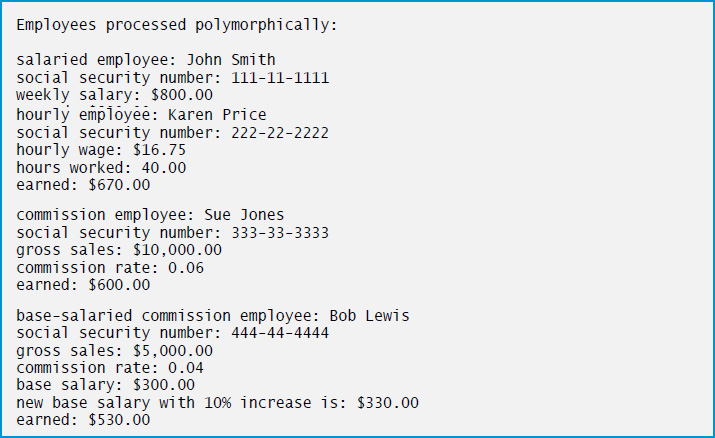 Employees processed polymorphically:
salaried employee: John Smith
social security number: 111-11-1111
weekly salary: $800.00
hourly employee: Karen Price
social security number: 222-22-2222
hourly wage: $16.75
hours worked: 40.00
earned: $670.00
commission employee: Sue Jones
social security number: 333-33-3333
gross sales: $10,000.00
commission rate: 0.06
earned: $600.00
base-salaried commission employee: Bob Lewis
social security number: 444-44-4444
gross sales: $5,000.00
commission rate: 0.04
base salary: $300.00
new base salary with 10% increase is: $330.00
earned: $530.00